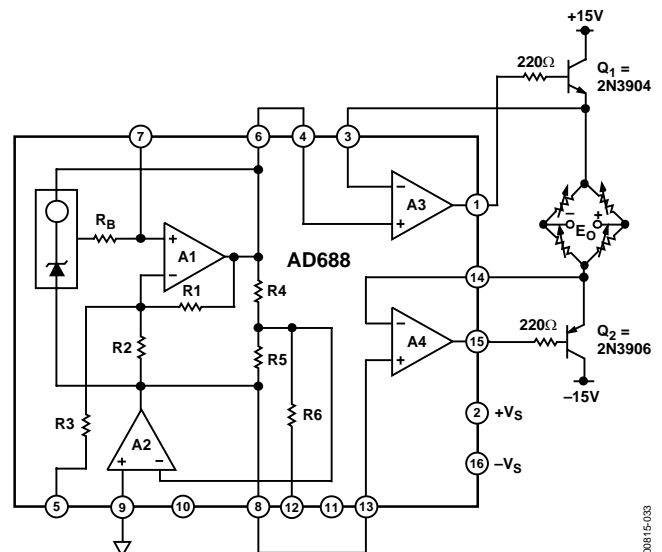 +15V
220Ω
Q1 =
2N3904
7
6
4
3
RB
A1
A3
1
AD688
R1
R4
EO
14
R2
R5
A4
15
220Ω
Q2 =
2N3906
R3
R6
–15V
2
+VS
A2
16
–VS
5
9
10
8
12
11
13
00815-033